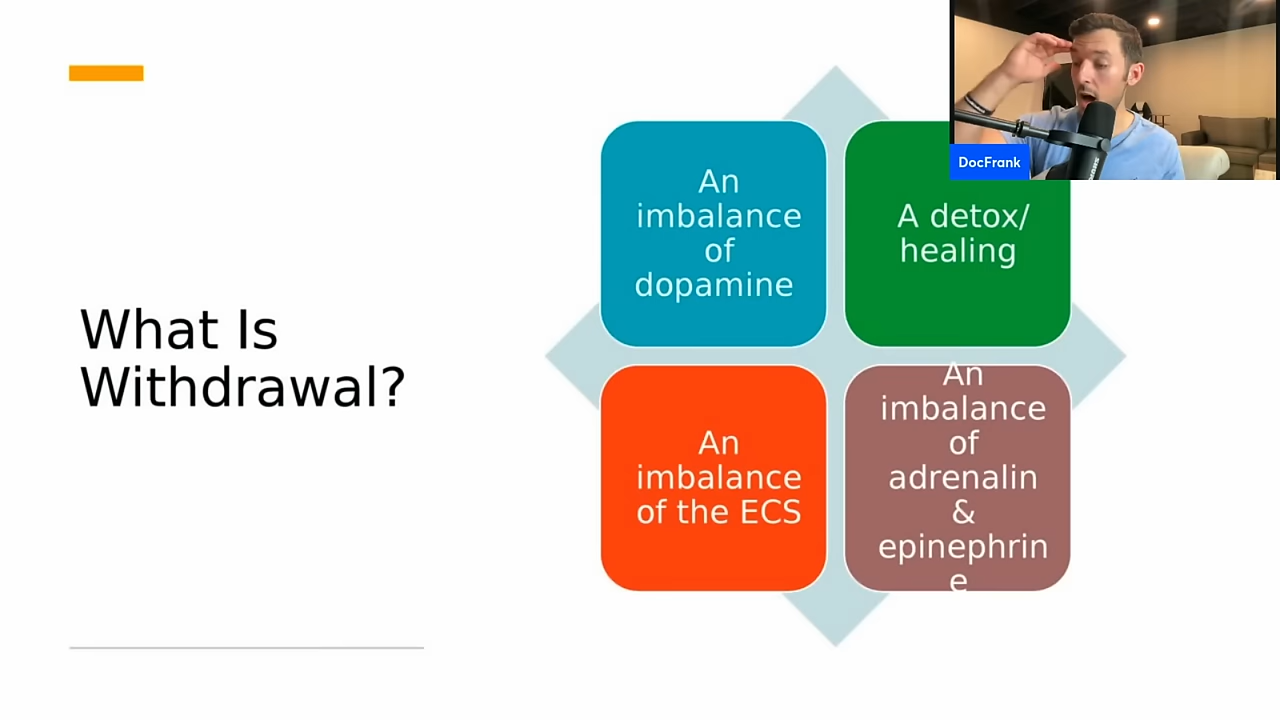 What Is
Withdrawal?
An
imbalance
of
dopamine
A detox/
healing
An
imbalance
of the ECS
An
imbalance
of
adrenalin
&
epinephrin
e
DocFrank